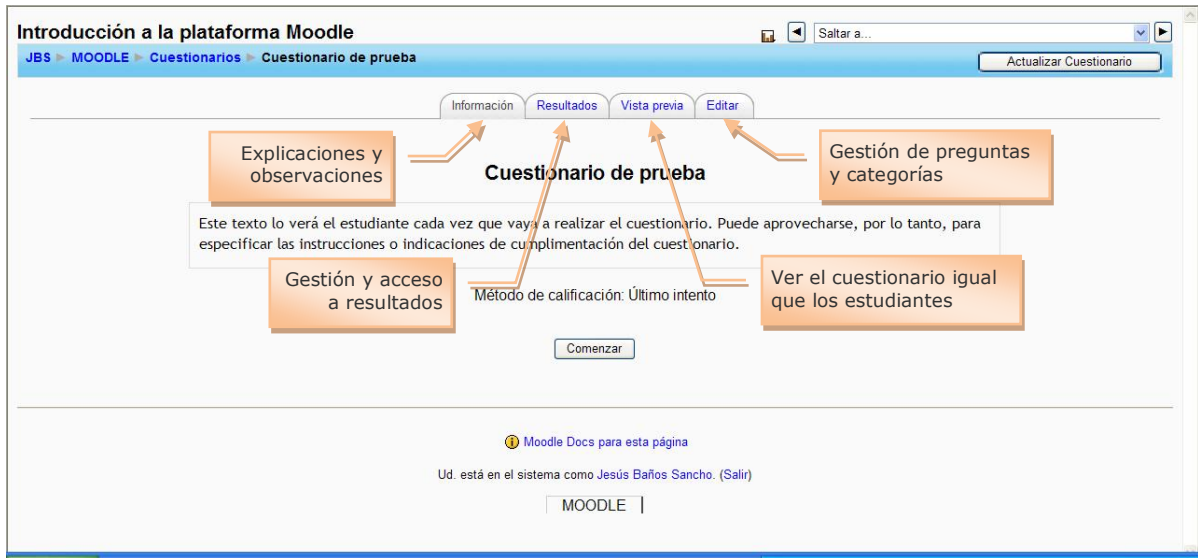 Introducción a la plataforma Moodle
Saltar a...
JBS ► MOODLE ► Cuestionarios ► Cuestionario de prueba
Actualizar Cuestionario
Información Resultados Vista previa Editar
Explicaciones y
observaciones
Gestión de preguntas
y categorías
Cuestionario de prueba
Este texto lo verá el estudiante cada vez que vaya a realizar el cuestionario. Puede aprovecharse, por lo tanto, para
especificar las instrucciones o indicaciones de cumplimentación del cuestionario.
Gestión y acceso
a resultados
Ver el cuestionario igual
que los estudiantes
Método de calificación: Último intento
Comenzar
Moodle Docs para esta página
Ud. está en el sistema como Jesús Baños Sancho. (Salir)
MOODLE